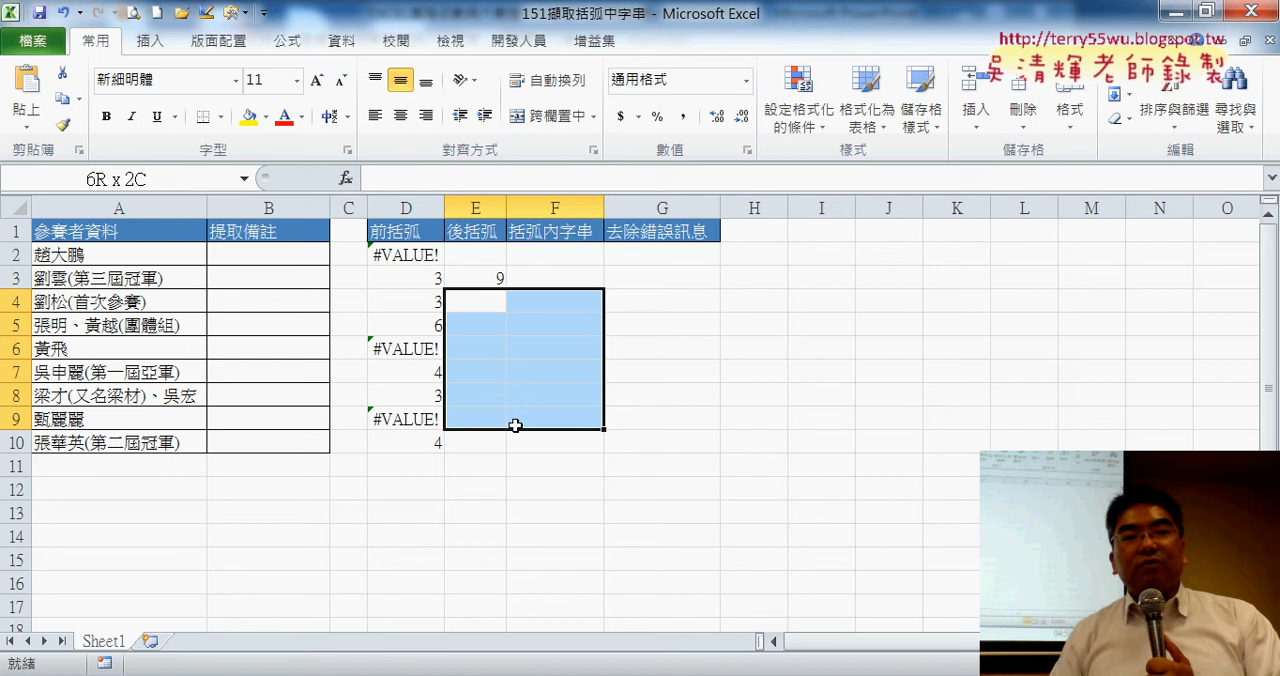 151擷取括弧中字串 - Microsoft Excel
檔案 常用 插入 版面配置 公式 資料 校閱 檢視 開發人員 增益集
http://terry55wu.blogspot.tw
吳清輝老師錄製
新細明體 11 自動換列 通用格式
貼上 跨欄置中 設定格式化的條件 格式化為表格 儲存格樣式 插入 刪除 格式 排序與篩選 尋找與選取
剪貼簿 字型 對齊方式 數值 樣式 儲存格 編輯
6R x 2C fx
A B C D E F G H I J K L M N O
1 參賽者資料 提取備註 前括弧 後括弧 括弧內字串 去除錯誤訊息
2 趙大鵬 #VALUE!
3 劉雲(第三屆冠軍) 3 9
4 劉松(首次參賽) 3
5 張明、黃越(團體組) 6
6 黃飛 #VALUE!
7 吳申麗(第一屆亞軍) 4
8 梁才(又名梁材)、吳宏 3
9 甄麗麗 #VALUE!
10 張華英(第二屆冠軍) 4
11
12
13
14
15
16
17
18
Sheet1
就緒